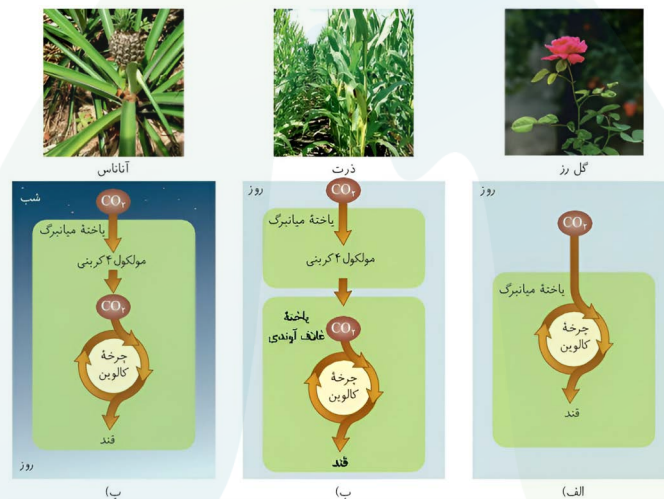 گل رز
روز
CO۲
یاختهٔ میانبرگ
چرخهٔ
کالوین
قند
الف)
ذرت
روز
CO۲
یاختهٔ میانبرگ
مولکول ۴ کربنی
یاختهٔ
غلاف آوندی
CO۲
چرخهٔ
کالوین
قند
ب)
آناناس
شب
CO۲
یاختهٔ میانبرگ
مولکول ۴ کربنی
CO۲
چرخهٔ
کالوین
قند
روز
پ)